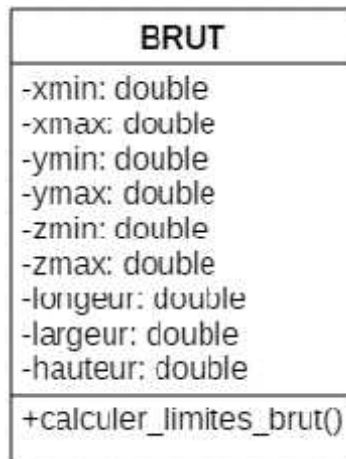 BRUT
-xmin: double
-xmax: double
-ymin: double
-ymax: double
-zmin: double
-zmax: double
-longeur: double
-largeur: double
-hauteur: double
+calculer_limites_brut()